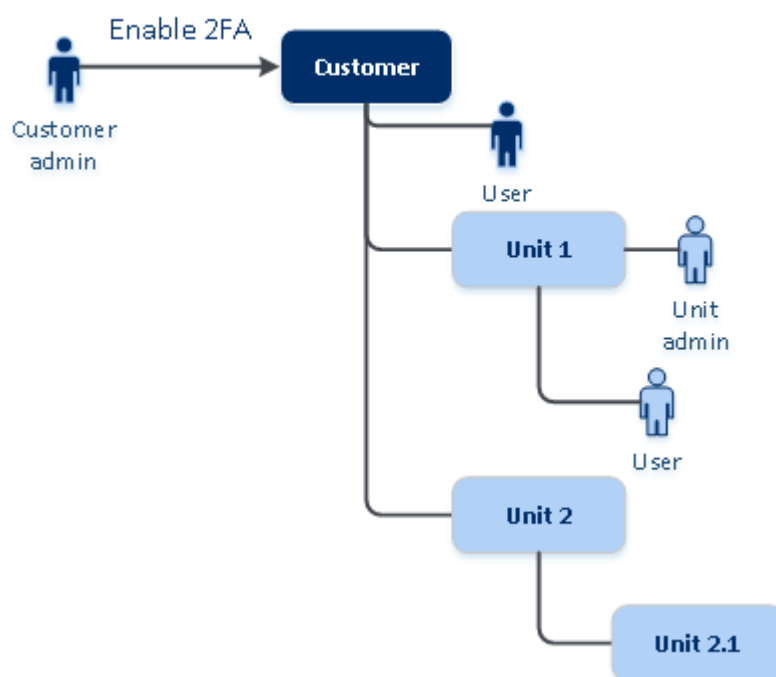 Enable 2FA
Customer
Customer
admin
User
Unit 1
Unit
admin
User
Unit 2
Unit 2.1